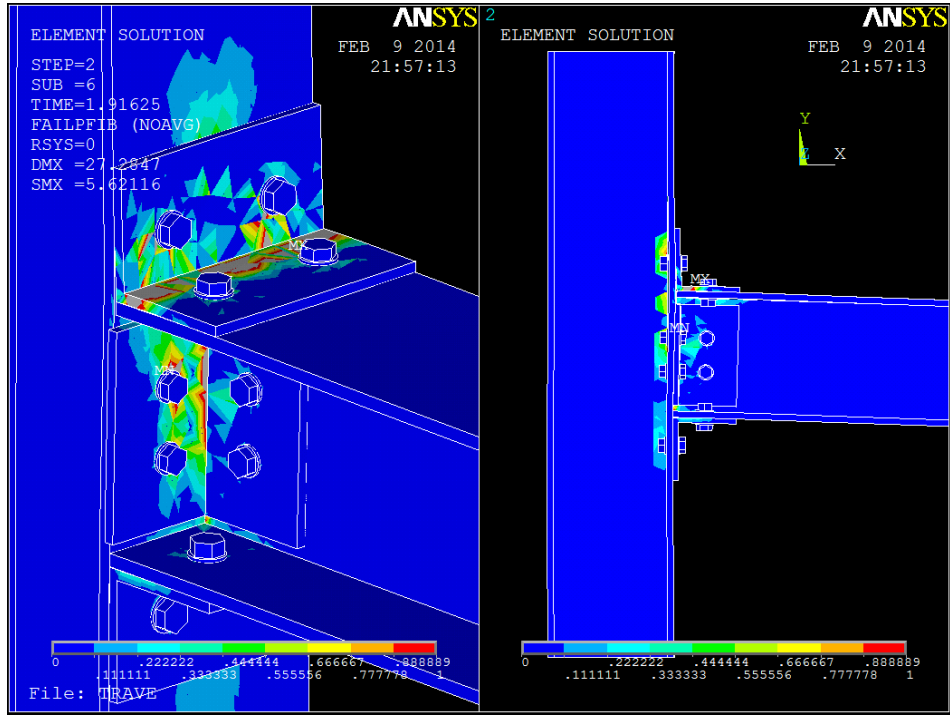 ANSYS
ELEMENT SOLUTION
FEB 9 2014
21:57:13
STEP=2
SUB =6
TIME=1.91625
FAILPFIB (NOAVG)
RSYS=0
DMX =27.2847
SMX =5.62116
MX
MN
0 .222222 .444444 .666667 .888889
.111111 .333333 .555556 .777778 1
File: TRAVE
2
ANSYS
ELEMENT SOLUTION
FEB 9 2014
21:57:13
Y
Z X
MX
MN
0 .222222 .444444 .666667 .888889
.111111 .333333 .555556 .777778 1